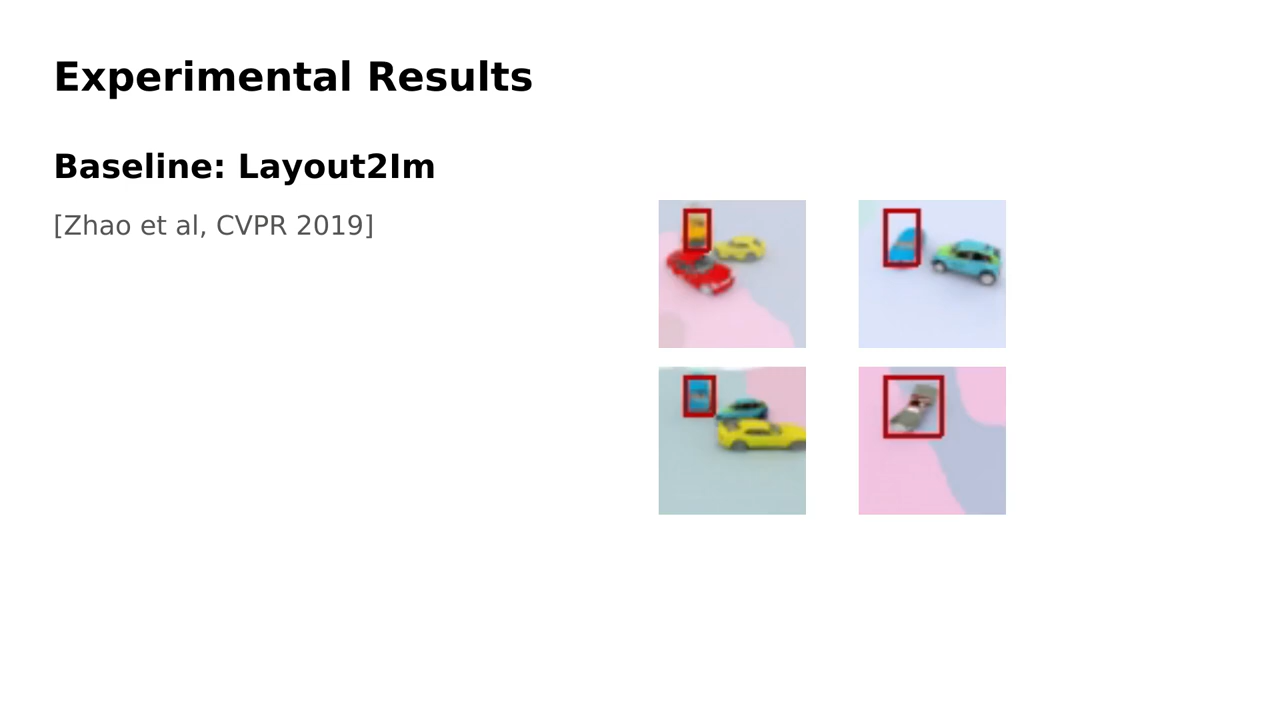 Experimental Results
Baseline: Layout2Im
[Zhao et al, CVPR 2019]